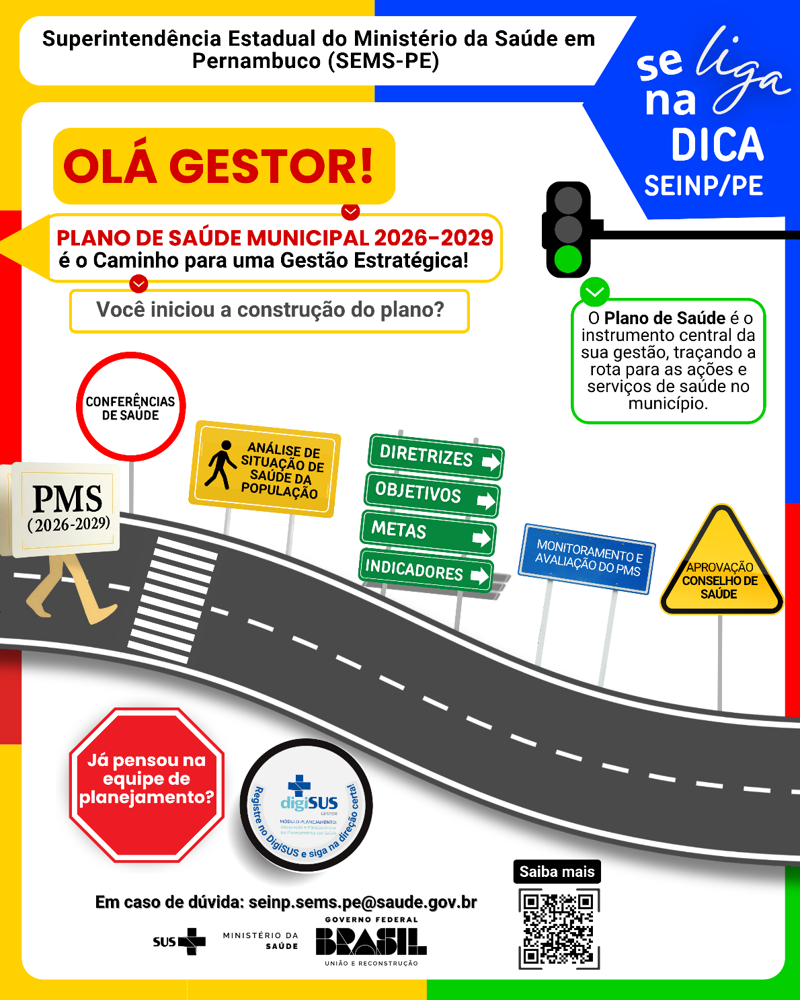 Superintendência Estadual do Ministério da Saúde em
Pernambuco (SEMS-PE)
se liga
na
DICA
SEINP/PE
OLÁ GESTOR!
PLANO DE SAÚDE MUNICIPAL 2026-2029
é o Caminho para uma Gestão Estratégica!
Você iniciou a construção do plano?
O Plano de Saúde é o
instrumento central da
sua gestão, traçando a
rota para as ações e
serviços de saúde no
município.
CONFERÊNCIAS
DE SAÚDE
ANÁLISE DE
SITUAÇÃO DE
SAÚDE DA
POPULAÇÃO
DIRETRIZES
OBJETIVOS
METAS
INDICADORES
MONITORAMENTO E
AVALIAÇÃO DO PMS
APROVAÇÃO
CONSELHO DE
SAÚDE
PMS
(2026-2029)
Já pensou na
equipe de
planejamento?
digiSUS
GESTOR
MÓDULO PLANEJAMENTO:
Integração e transparência
no Planejamento em Saúde
Registre no DigiSUS e siga na direção certa!
Saiba mais
Em caso de dúvida: seinp.sems.pe@saude.gov.br
SUS
MINISTÉRIO DA
SAÚDE
GOVERNO FEDERAL
BRASIL
UNIÃO E RECONSTRUÇÃO